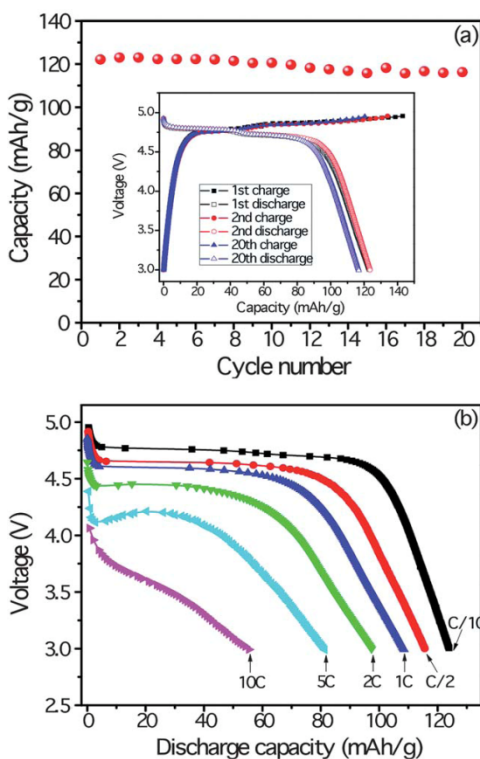 (a)
Capacity (mAh/g)
140
120
100
80
60
40
20
0
Voltage (V)
5.0
4.5
4.0
3.5
3.0
1st charge
1st discharge
2nd charge
2nd discharge
20th charge
20th discharge
0 20 40 60 80 100 120 140
Capacity (mAh/g)
0 2 4 6 8 10 12 14 16 18 20
Cycle number
(b)
Voltage (V)
5.0
4.5
4.0
3.5
3.0
2.5
10C 5C 2C 1C C/2 C/10
0 20 40 60 80 100 120
Discharge capacity (mAh/g)